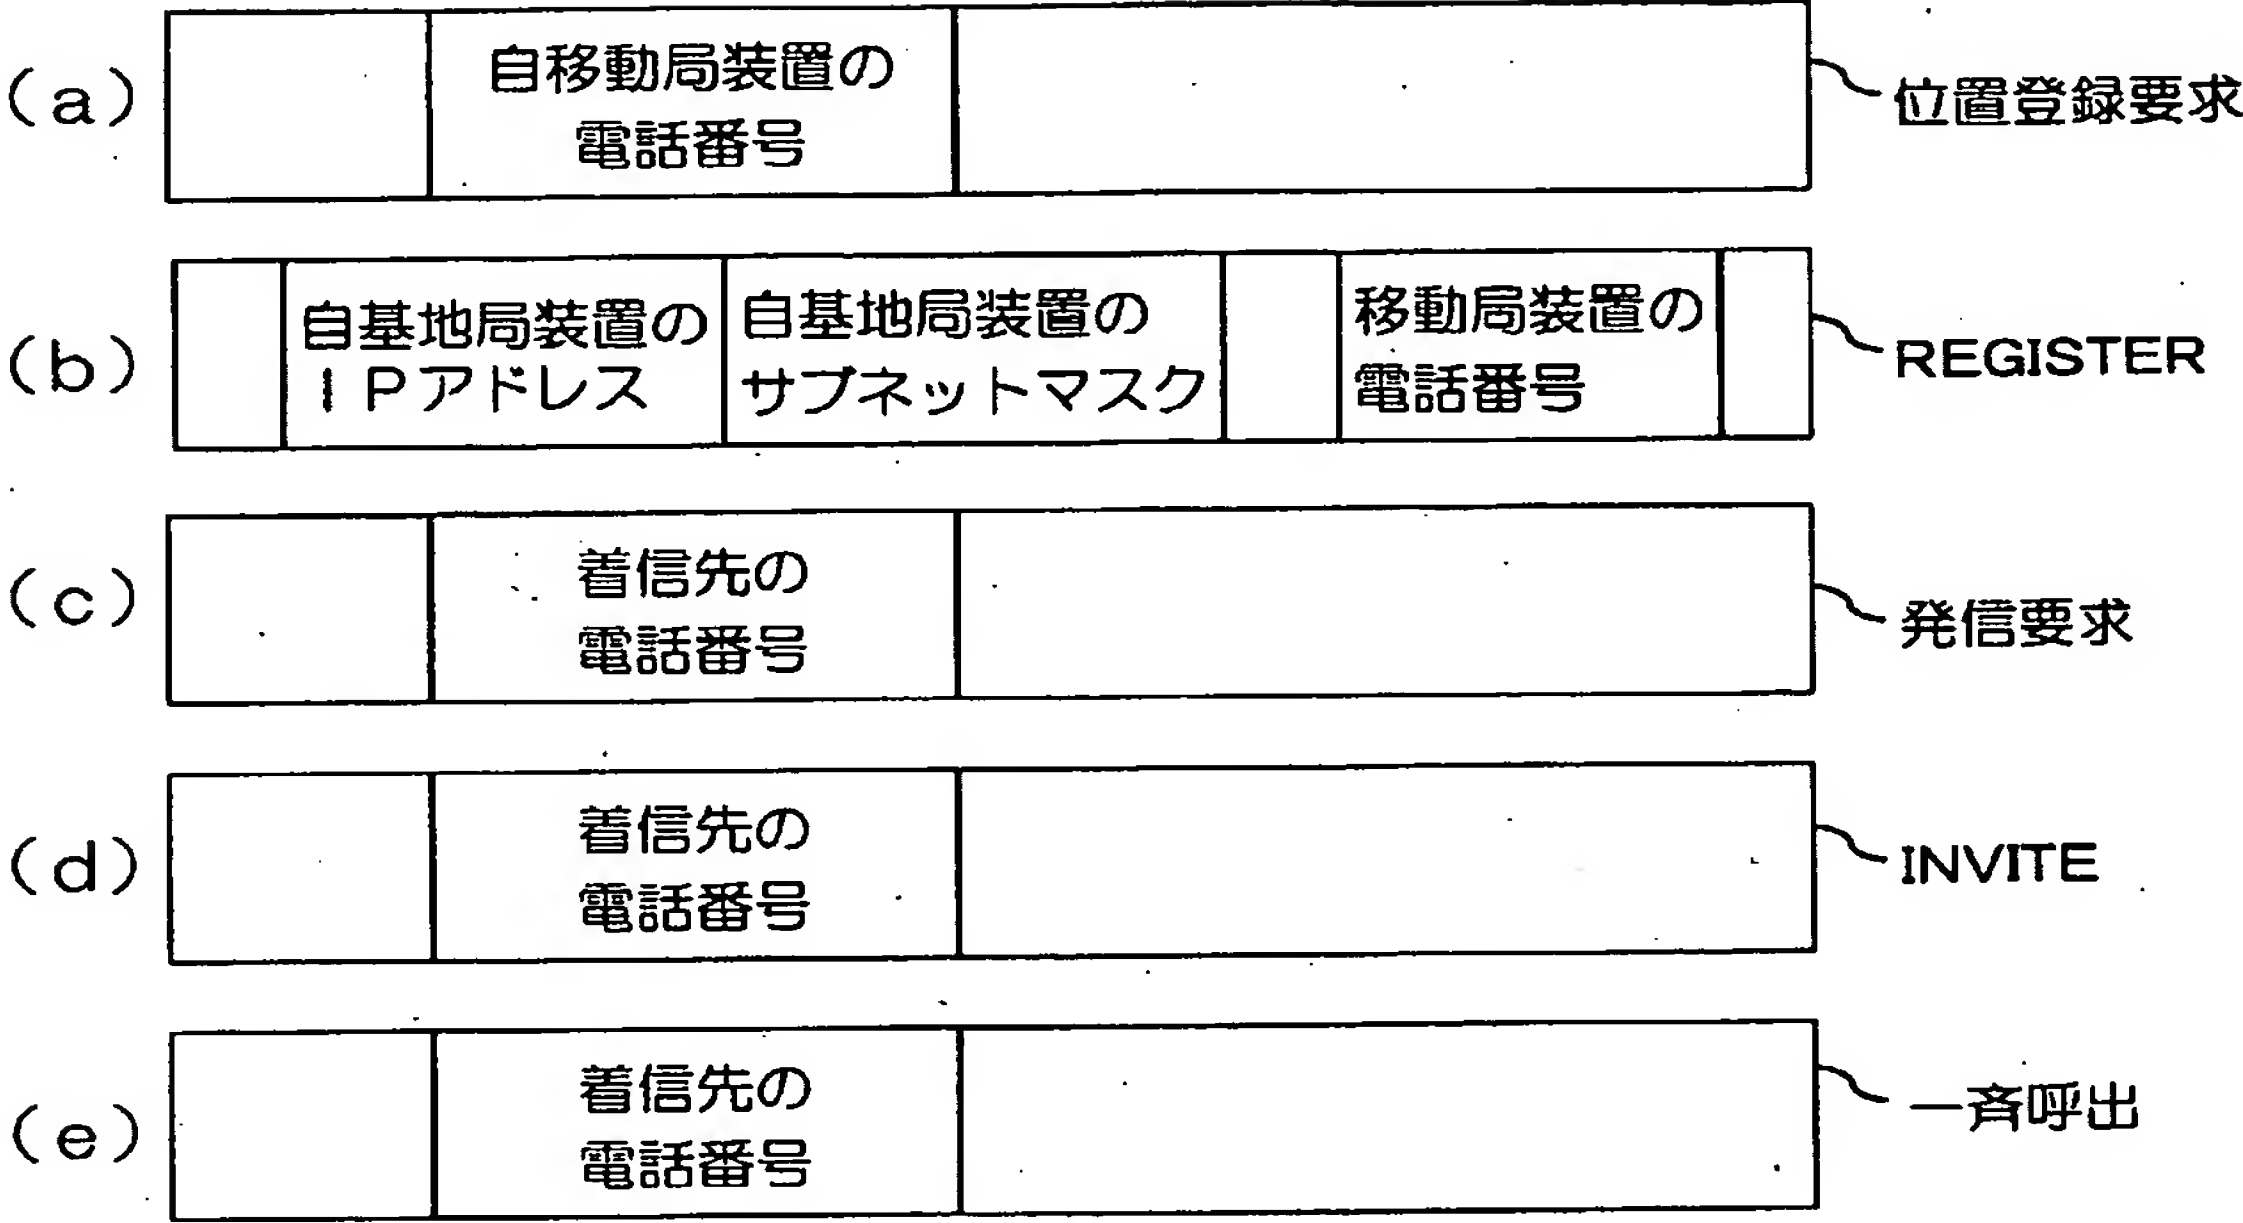 (a)
自移動局装置の
電話番号
位置登録要求
(b)
自基地局装置の
IPアドレス
自基地局装置の
サブネットマスク
移動局装置の
電話番号
REGISTER
(c)
着信先の
電話番号
発信要求
(d)
着信先の
電話番号
INVITE
(e)
着信先の
電話番号
一斉呼出